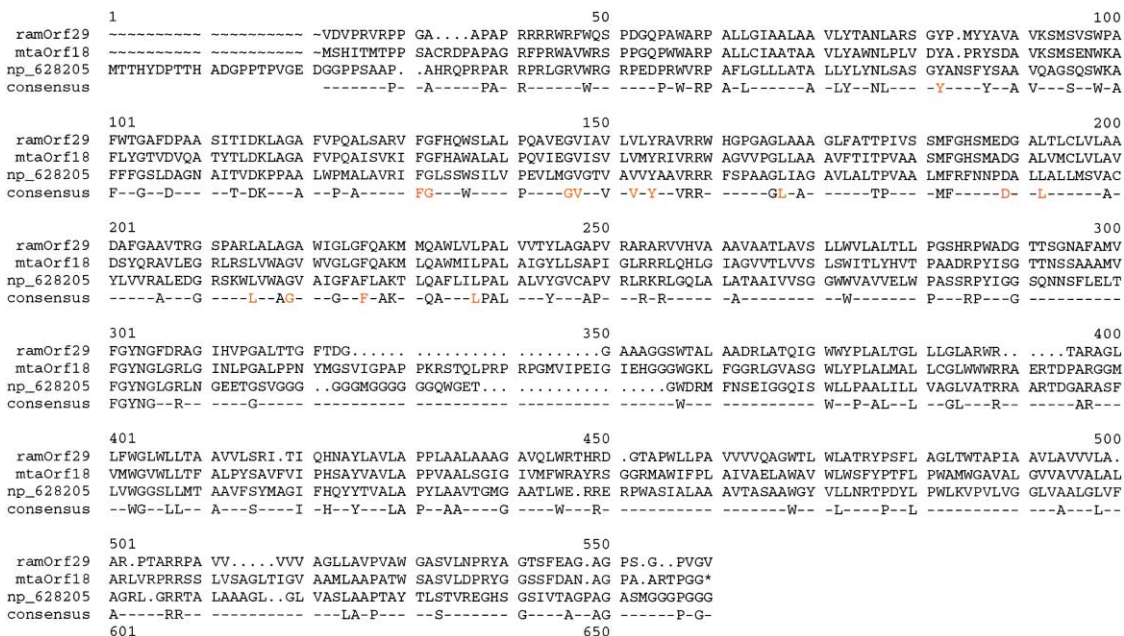 1 50 100
ramOrf29 ~~~~~~~~~~ ~~~~~~~~~~ ~VDVPRVRPP GA....APAP RRRRWRFWQS PDGQPAWARP ALLGIAALAA VLYTANLARS GYP.MYYAVA VKSMSVSWPA
mtaOrf18 ~~~~~~~~~~ ~~~~~~~~~~ ~MSHITMTPP SACRDPAPAG RFPRWAVWRS PPGQPPWARP ALLCIAATAA VLYAWNLPLV DYA.PRYSDA VKSMSENWKA
np_628205 MTTHYDPTTH ADGPPTPVGE DGGPPSAAP. .AHRQPRPAR RPRLGRVWRG RPEDPRWVRP AFLGLLLATA LLYLYNLSAS GYANSFYSAA VQAGSQSWKA
consensus -------P- -A-----PA- R-----W--- ----P-W-RP -A-L-----A -LY--NL--- -Y----Y--A V----S--W-A
101 150 200
ramOrf29 FWTGAFDPAA SITIDKLAGA FVPQALSARV FGFHQWSLAL PQAVEGVIAV LVLYRAVRRW HGPGAGLAAA GLFATTPIVS SMFGHSMEDG ALTLCLVLAA
mtaOrf18 FLYGTVDVQA TYTLDKLAGA FVPQAISVKI FGFHAWALAL PQVIEGVISV LVMYRIVRRW AGVVPGLLAA AVFTITPVAA SMFGHSMADG ALVMCLVLAV
np_628205 FFFGSLDAGN AITVDKPPAA LWPMALAVRI FGLSSWSILV PEVLMGVGTV AVVYAAVRRR FSPAAGLIAG AVLALTPVAA LMFRFNNPDA LLALLMSVAC
consensus F--G--D--- ---T-DK---A --P-A----- FG---W---- P----GV--V -V-Y--VRR- -----GL-A- -----TP--- -MF-----D- -L------A-
201 250 300
ramOrf29 DAFGAAVTRG SPARLALAGA WIGLGFQAKM MQAWLVLPAL VVTYLAGAPV RARARVVHVA AAVAATLAVS LLWVLALTLL PGSHRPWADG TTSGNAFAMV
mtaOrf18 DSYQRAVLEG RLRSLVWAGV WVGLGFQAKM LQAWMILPAL AIGYLLSAPI GLRRRLQHLG IAGVVTLVVS LSWITLYHVT PAADRPYISG TTNSSAAAMV
np_628205 YLVVRALEDG RSKWLVWAGV AIGFAFLAKT LQAFLILPAL ALVYGVCAPV RLRKRLGQLA LATAAIVVSG GWWVAVVELW PASSRPYIGG SQNNSFLELT
consensus -----A---G ----L--AG- --G--F-AK- -QA---LPAL ---Y---AP- --R-R----- -A-------- --W------- P---RP---G ----------
301 350 400
ramOrf29 FGYNGFDRAG IHVPGALTTG FTDG...... .......... .........G AAAGGSWTAL AADRLATQIG WWYPLALTGL LLGLARWR.. ..TARAGL
mtaOrf18 FGYNGLGRLG INLPGALPPN YMGSVIGPAP PKRSTQLPRP RPGMVIPEIG IEHGGGWGKL FGGRLGVASG WLYPLALMAL LCGLWWWRRA ERTDPARGGM
np_628205 FGYNGLGRLN GEETGSVGGG GGGMGGGGGG GGQWGET... .......... .....GWDRM FNSEIGGQIS WLLPAALILL VAGLVATRRA ARTDGARASF
consensus FGYNG--R-- ----G----- ------W--- ---------- W--P-AL--L --GL---R-- ----AR---
401 450 500
ramOrf29 LFWGLWLLTA AVVLSRI.TI QHNAYLAVLA PPLAALAAAG AVQLWRTHRD .GTAPWLLPA VVVVQAGWTL WLATRYPSFL AGLTWTAPIA AVLAVVVLA.
mtaOrf18 VMWGVWLLTF ALPYSAVFVI PHSAYVAVLA PPVAALSGIG IVMFWRAYRS GGRMAWIFPL AIVAELAWAV WLWSFYPTFL PWAMWGAVAL GVVAVVALAL
np_628205 LVWGGSLLMT AAVFSYMAGI FHQYYTVALA PYLAAVTGMG AATLWE.RRE RPWASIALAA AVTASAAWGY VLLNRTPDYL PWLKVPVLVG GLVAALGLVF
consensus --WG--LL-- A---S----I -H--Y---LA P--AA----G ----W--R-- ---------- -------W-- -L----P--L ---------- ---A--L--
501 550
ramOrf29 AR.PTARRPA VV.....VVV AGLLAVPVAW GASVLNPRYA GTSFEAG.AG PS.G..PVGV
mtaOrf18 ARLVRPRRSS LVSAGLTIGV AAMLAAPATW SASVLDPRYG GSSFDAN.AG PA.ARTPGG*
np_628205 AGRL.GRRTA LAAAGL..GL VASLAAPTAY TLSTVREGHS GSIVTAGPAG ASMGGGPGGG
consensus A-----RR-- ---------- ---LA-P--- --S------- G----A--AG ------P-G-
601 650